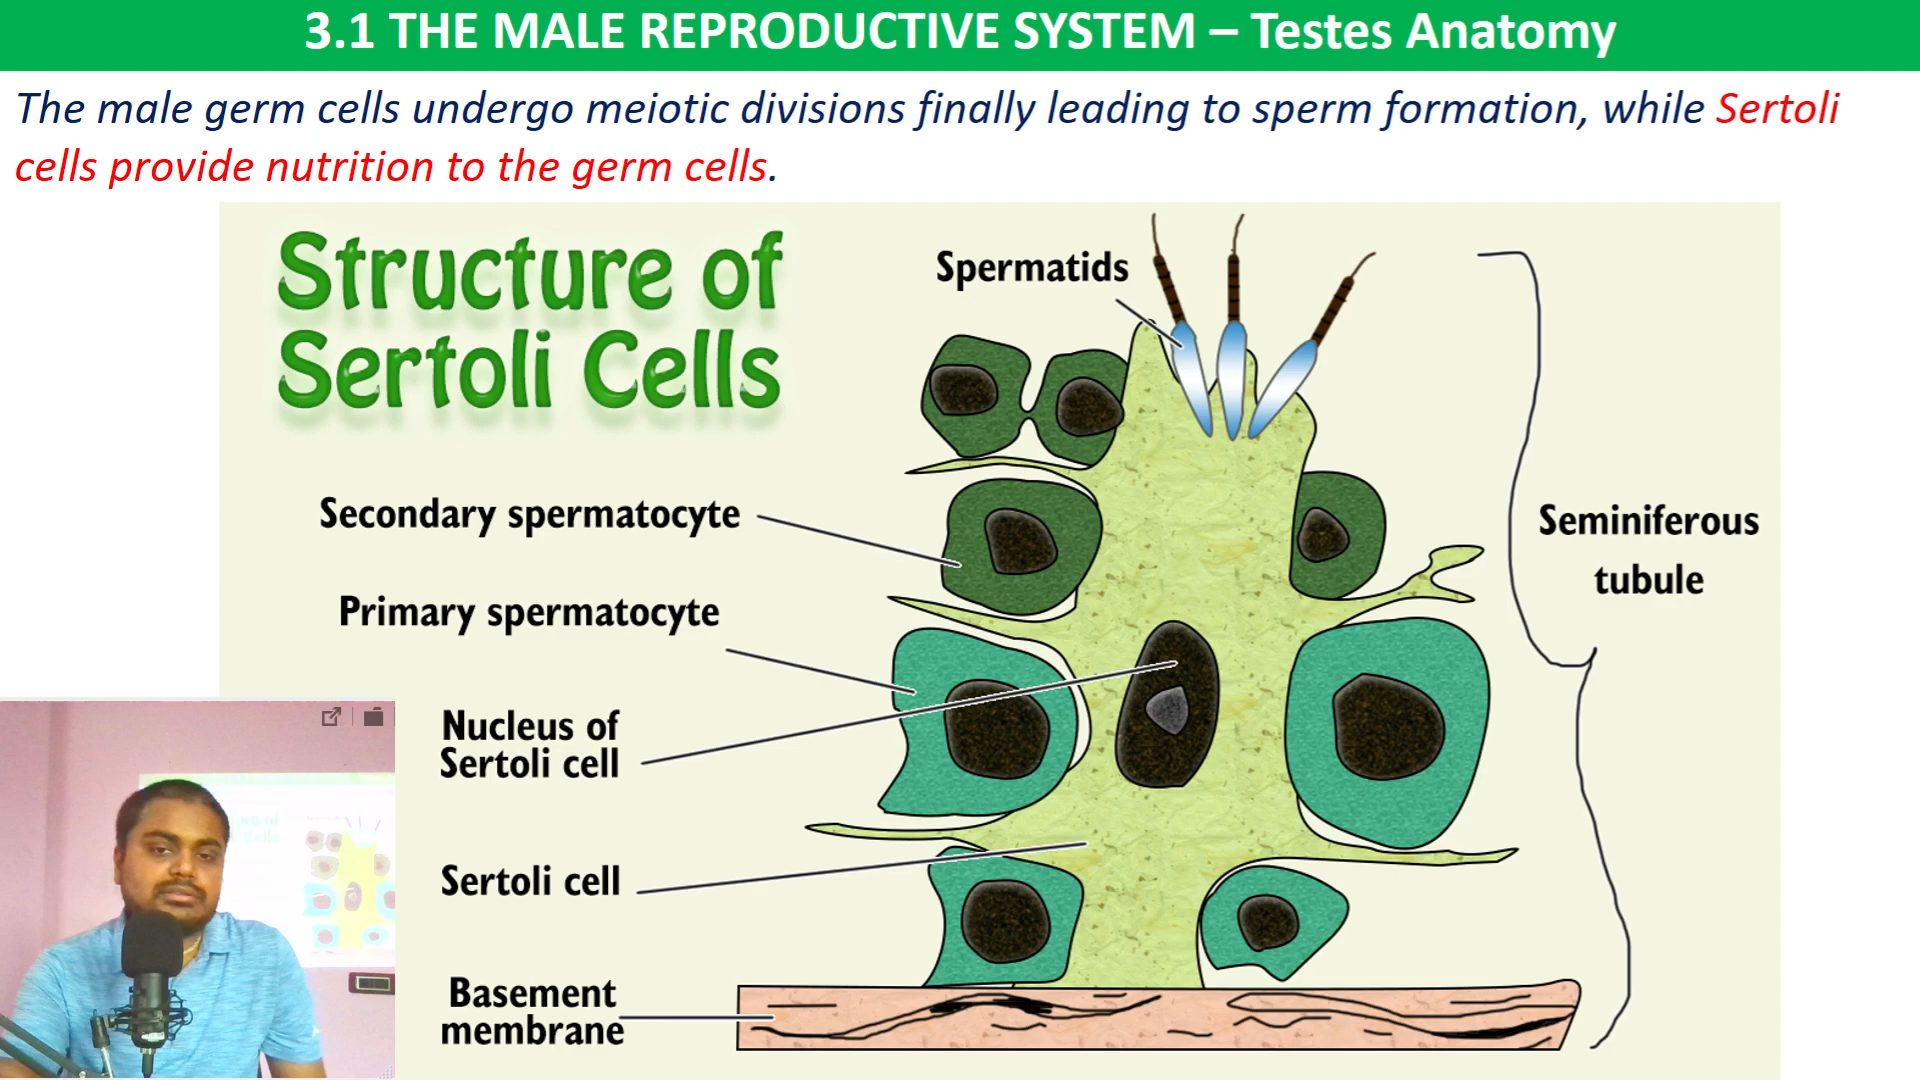 3.1 THE MALE REPRODUCTIVE SYSTEM – Testes Anatomy
The male germ cells undergo meiotic divisions finally leading to sperm formation, while Sertoli
cells provide nutrition to the germ cells.
Structure of
Sertoli Cells
Spermatids
Secondary spermatocyte
Primary spermatocyte
Nucleus of
Sertoli cell
Sertoli cell
Basement
membrane
Seminiferous
tubule